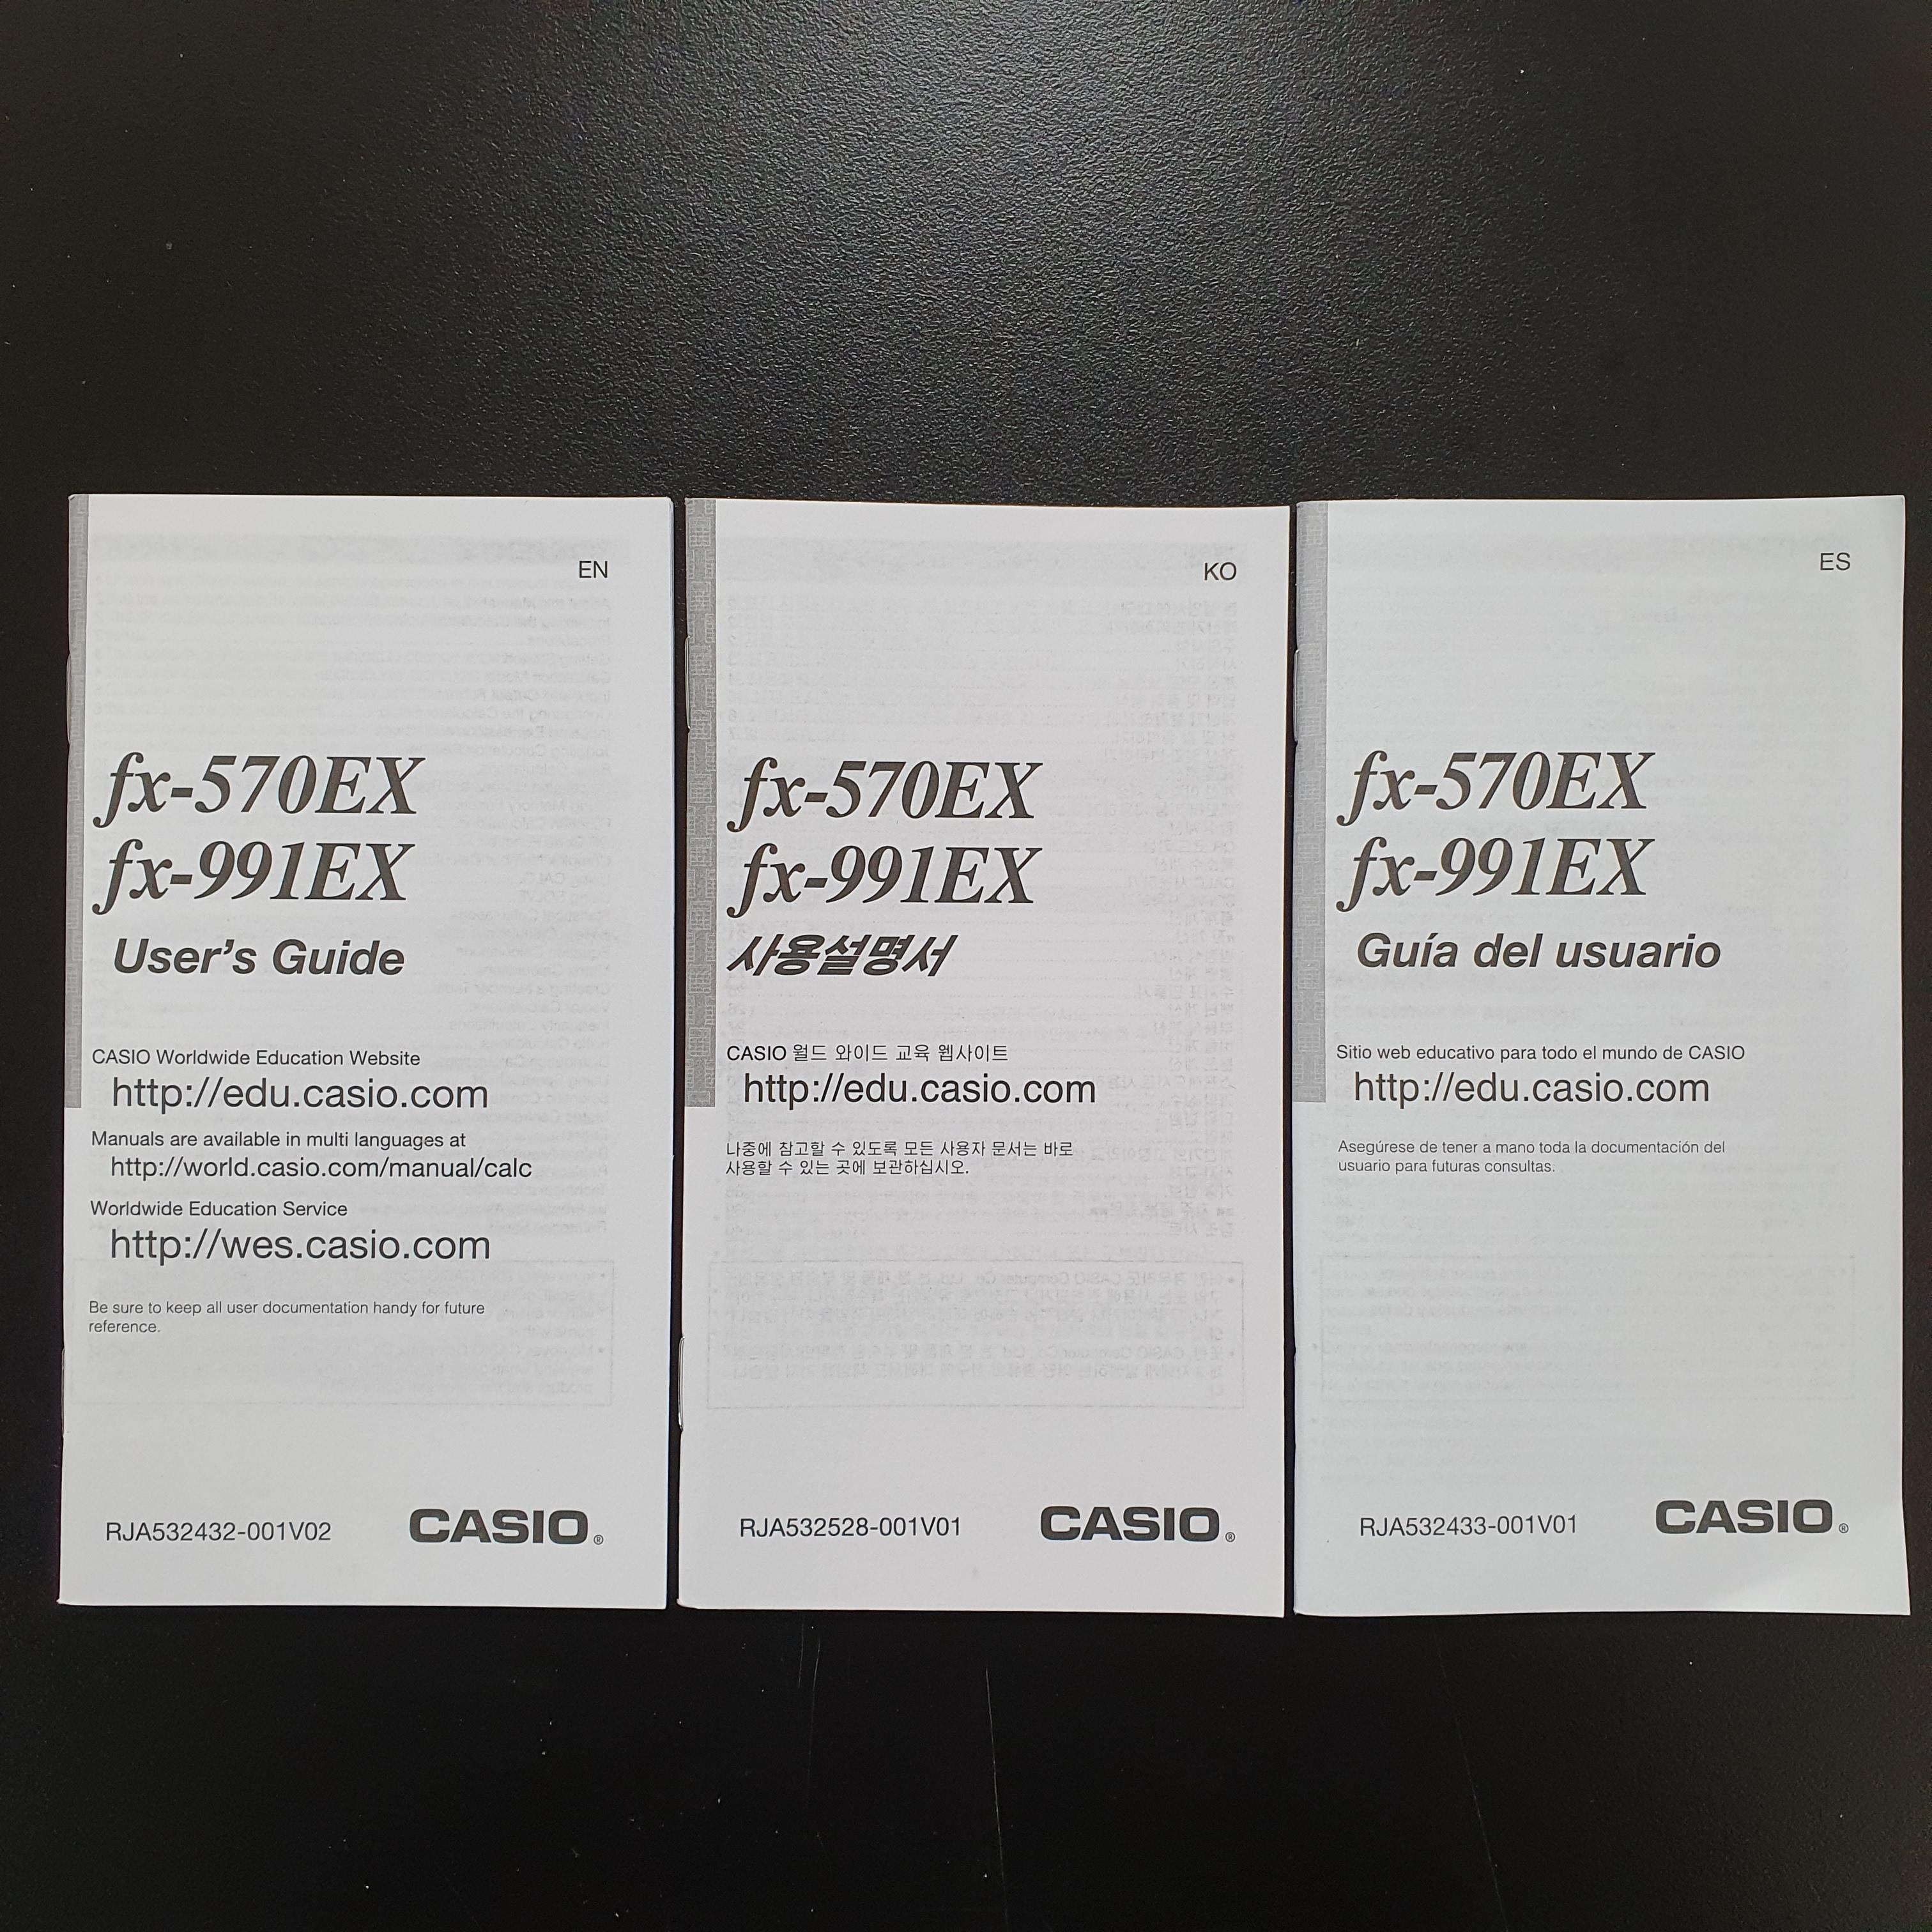 EN
fx-570EX
fx-991EX
User's Guide
CASIO Worldwide Education Website
http://edu.casio.com
Manuals are available in multi languages at
http://world.casio.com/manual/calc
Worldwide Education Service
http://wes.casio.com
Be sure to keep all user documentation handy for future
reference.
RJA532432-001V02
CASIO®
KO
fx-570EX
fx-991EX
사용설명서
CASIO 월드 와이드 교육 웹사이트
http://edu.casio.com
나중에 참고할 수 있도록 모든 사용자 문서는 바로
사용할 수 있는 곳에 보관하십시오.
RJA532528-001V01
CASIO®
ES
fx-570EX
fx-991EX
Guía del usuario
Sitio web educativo para todo el mundo de CASIO
http://edu.casio.com
Asegúrese de tener a mano toda la documentación del
usuario para futuras consultas.
RJA532433-001V01
CASIO®